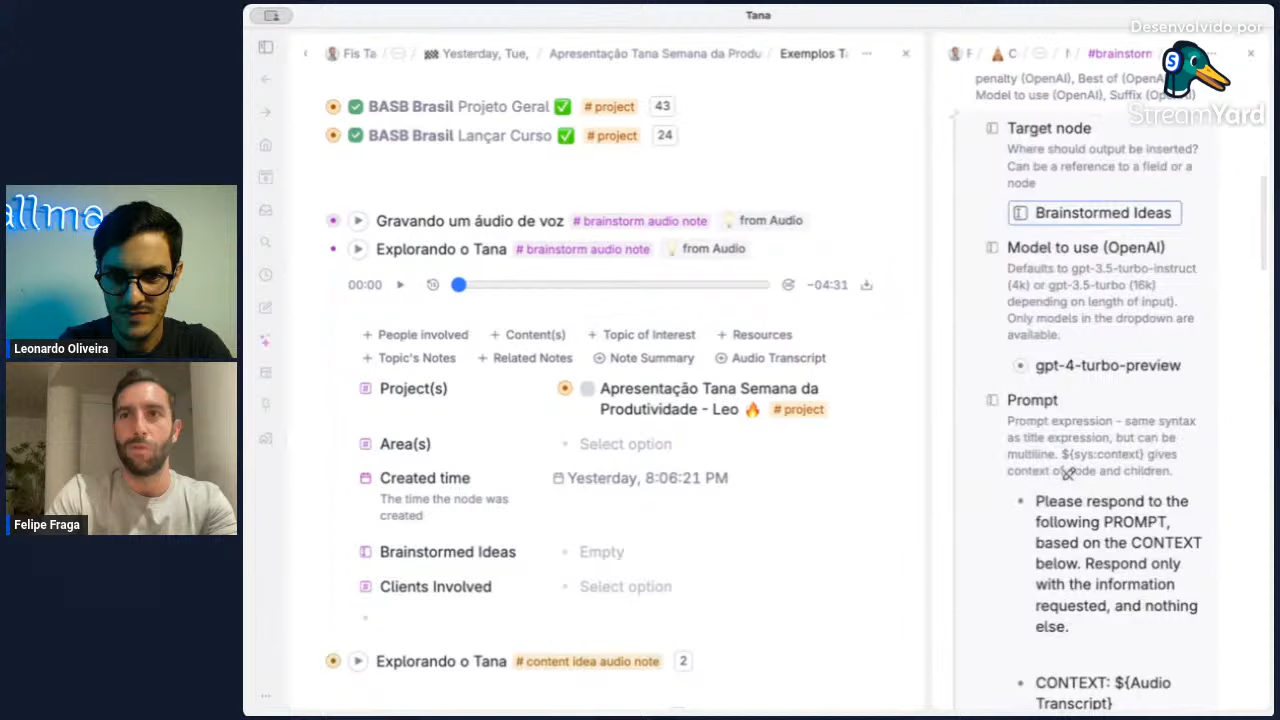 Tana
Desenvolvido por
StreamYard
Fis Ta / Yesterday, Tue, / Apresentação Tana Semana da Produ / Exemplos T
BASB Brasil Projeto Geral ✅ # project 43
BASB Brasil Lançar Curso ✅ # project 24
Gravando um áudio de voz # brainstorm audio note from Audio
Explorando o Tana # brainstorm audio note from Audio
00:00 −04:31
+ People involved + Content(s) + Topic of Interest + Resources
+ Topic's Notes + Related Notes Note Summary Audio Transcript
Project(s)
Apresentação Tana Semana da
Produtividade - Leo 🔥 # project
Area(s) Select option
Created time Yesterday, 8:06:21 PM
The time the node was
created
Brainstormed Ideas Empty
Clients Involved Select option
Explorando o Tana # content idea audio note 2
#brainstorm
penalty (OpenAI), Best of (OpenA
Model to use (OpenAI), Suffix
Target node
Where should output be inserted?
Can be a reference to a field or a
node
Brainstormed Ideas
Model to use (OpenAI)
Defaults to gpt-3.5-turbo-instruct
(4k) or gpt-3.5-turbo (16k)
depending on length of input).
Only models in the dropdown are
available.
gpt-4-turbo-preview
Prompt
Prompt expression – same syntax
as title expression, but can be
multiline. ${sys:context} gives
context of node and children.
Please respond to the
following PROMPT,
based on the CONTEXT
below. Respond only
with the information
requested, and nothing
else.
CONTEXT: ${Audio
Transcript}
allma
Leonardo Oliveira
Felipe Fraga